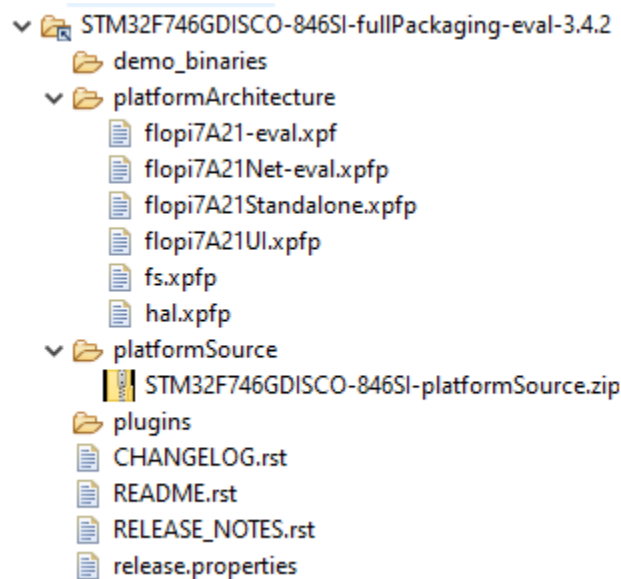 STM32F746GDISCO-846SI-fullPackaging-eval-3.4.2
demo_binaries
platformArchitecture
flopi7A21-eval.xpf
flopi7A21Net-eval.xpfp
flopi7A21Standalone.xpfp
flopi7A21UI.xpfp
fs.xpfp
hal.xpfp
platformSource
STM32F746GDISCO-846SI-platformSource.zip
plugins
CHANGELOG.rst
README.rst
RELEASE_NOTES.rst
release.properties